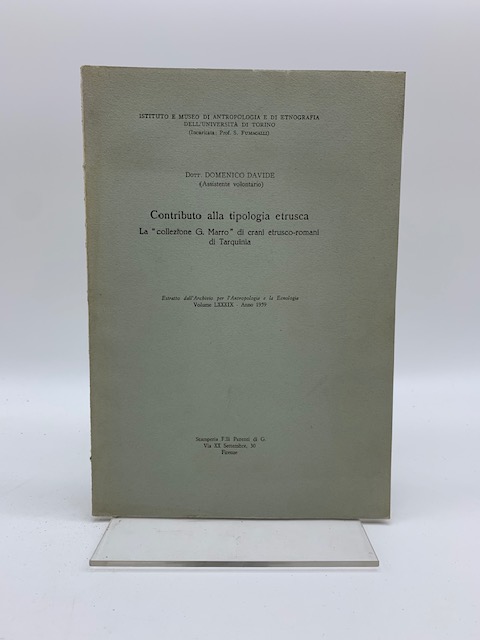 ISTITUTO E MUSEO DI ANTROPOLOGIA E DI ETNOGRAFIA
DELL'UNIVERSITÀ DI TORINO
(Incaricata: Prof. S. FUMAGALLI)
DOTT. DOMENICO DAVIDE
(Assistente volontario)
Contributo alla tipologia etrusca
La "collezione G. Marro" di crani etrusco-romani
di Tarquinia
Estratto dall'Archivio per l'Antropologia e la Etnologia
Volume LXXXIX - Anno 1959
Stamperia F.lli Parenti di G.
Via XX Settembre, 30
Firenze